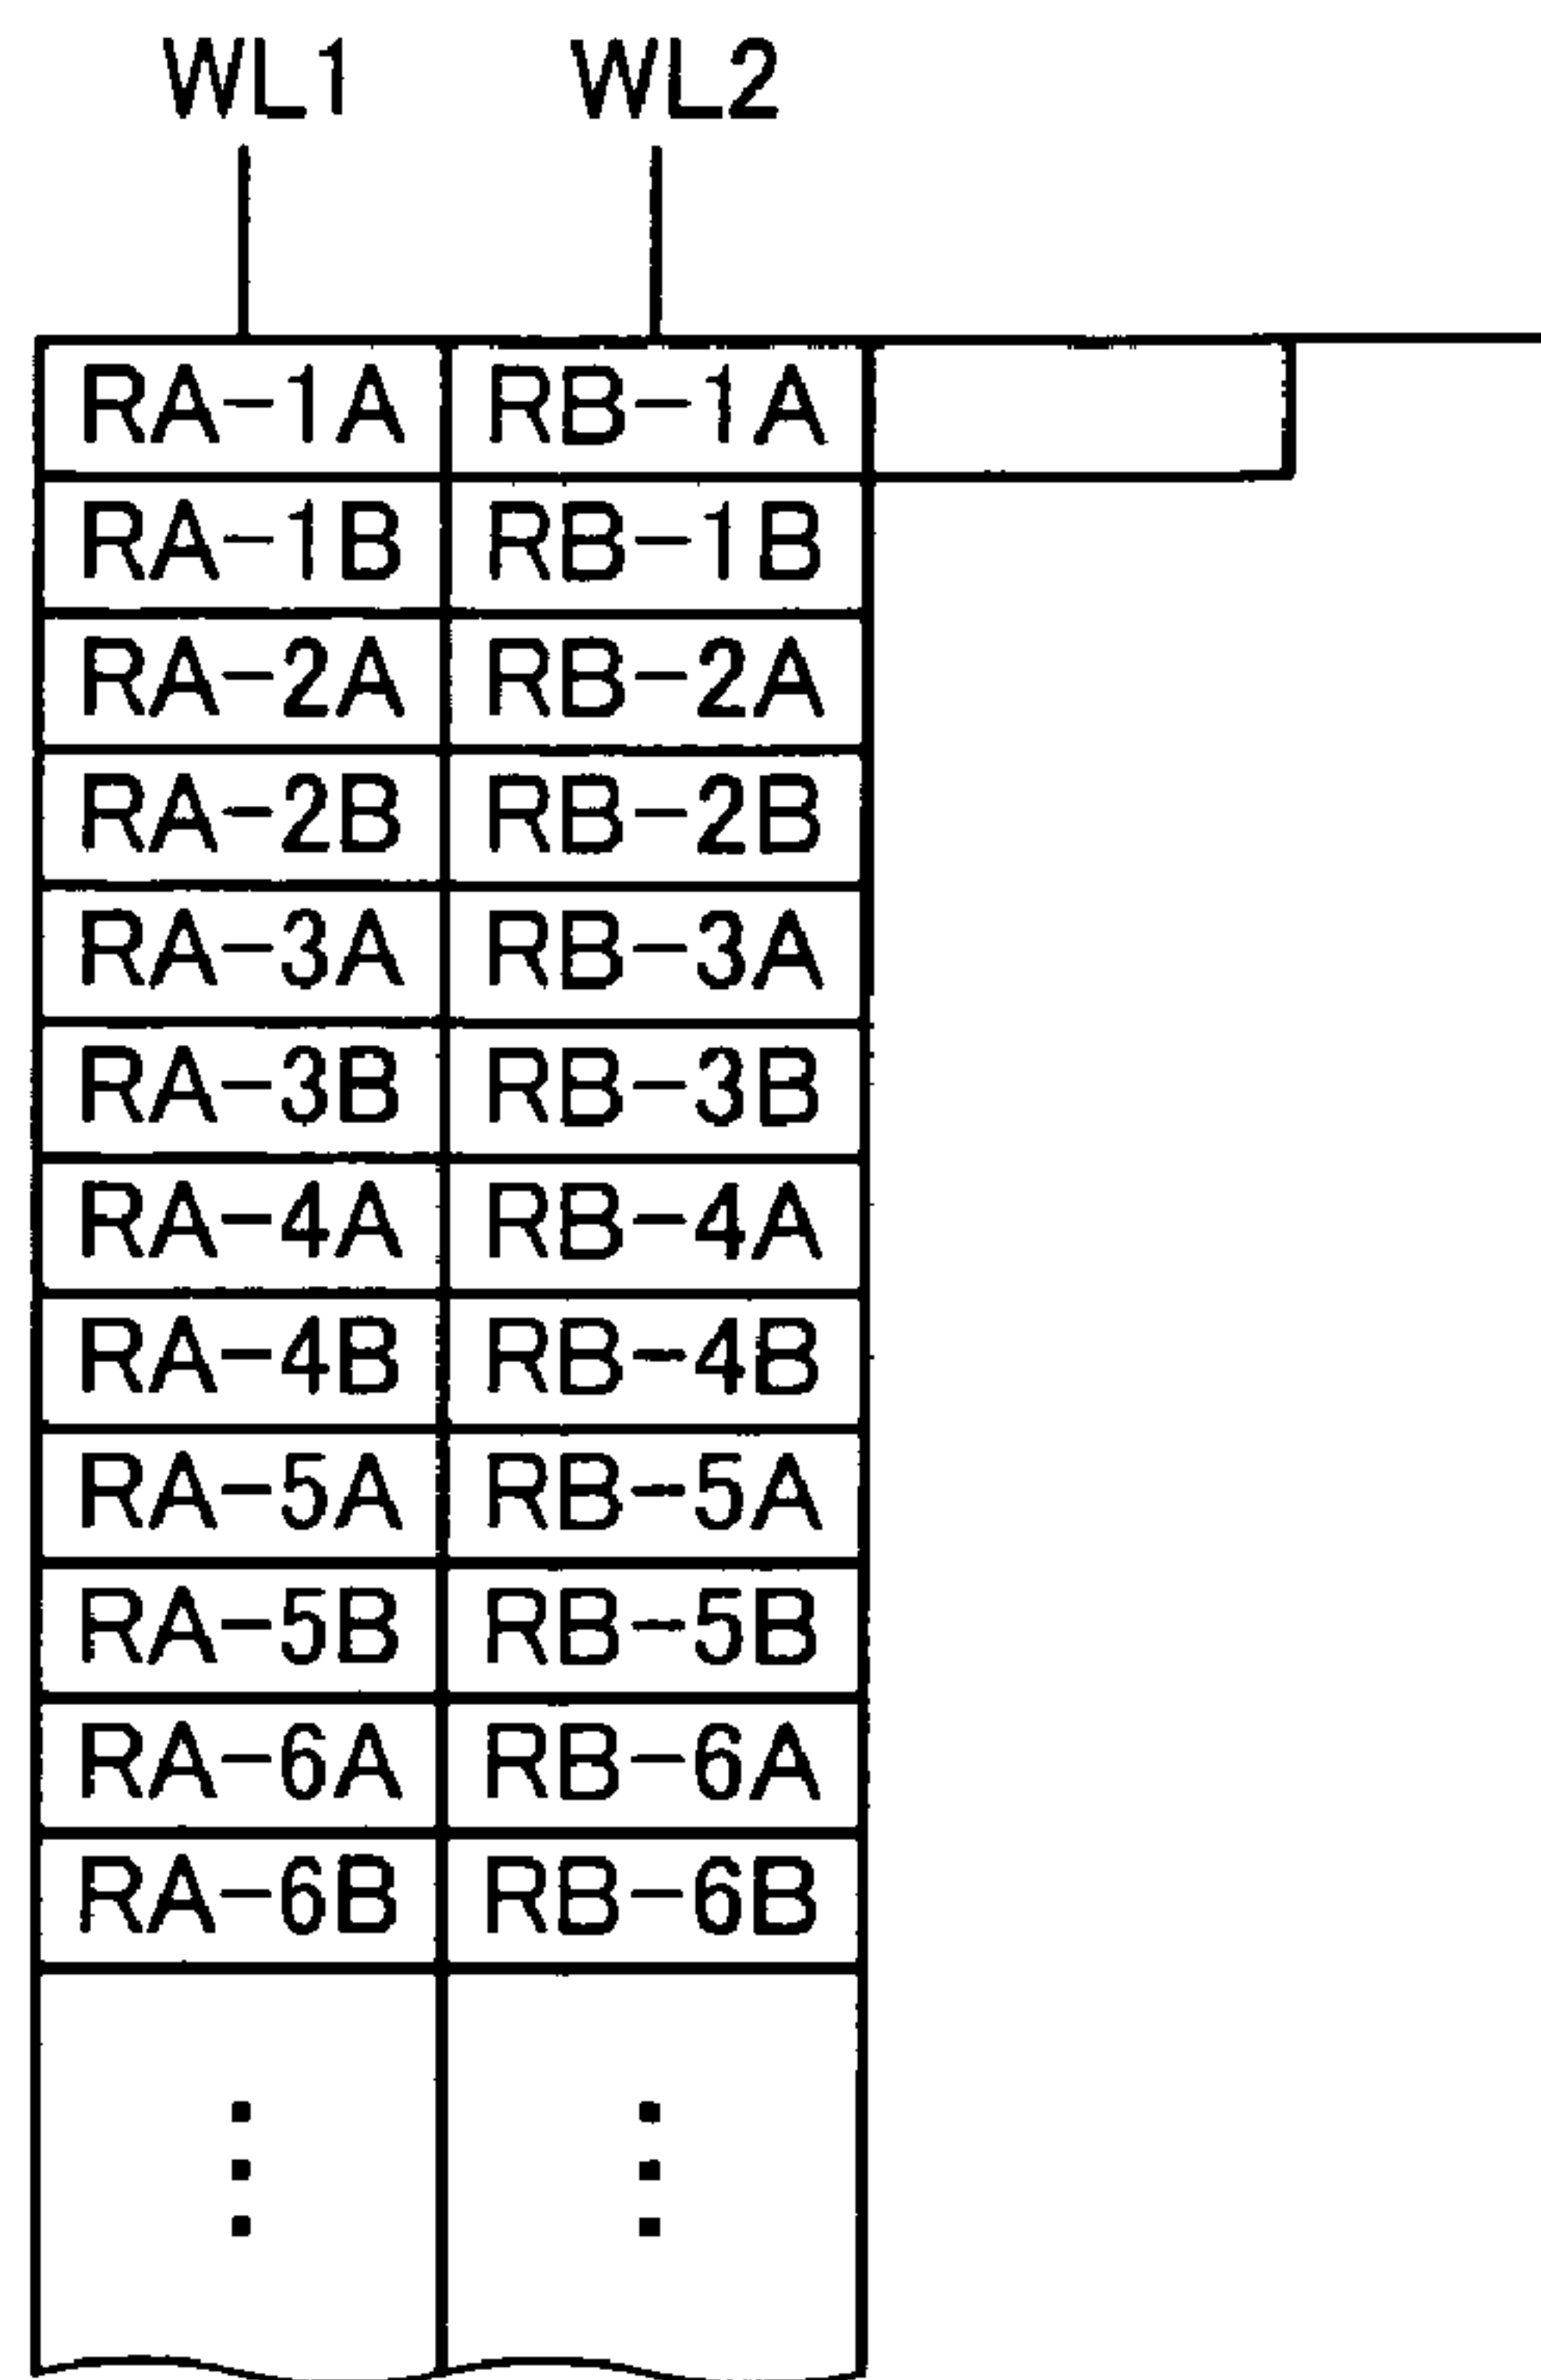 WL1 WL2
RA-1A RB-1A
RA-1B RB-1B
RA-2A RB-2A
RA-2B RB-2B
RA-3A RB-3A
RA-3B RB-3B
RA-4A RB-4A
RA-4B RB-4B
RA-5A RB-5A
RA-5B RB-5B
RA-6A RB-6A
RA-6B RB-6B